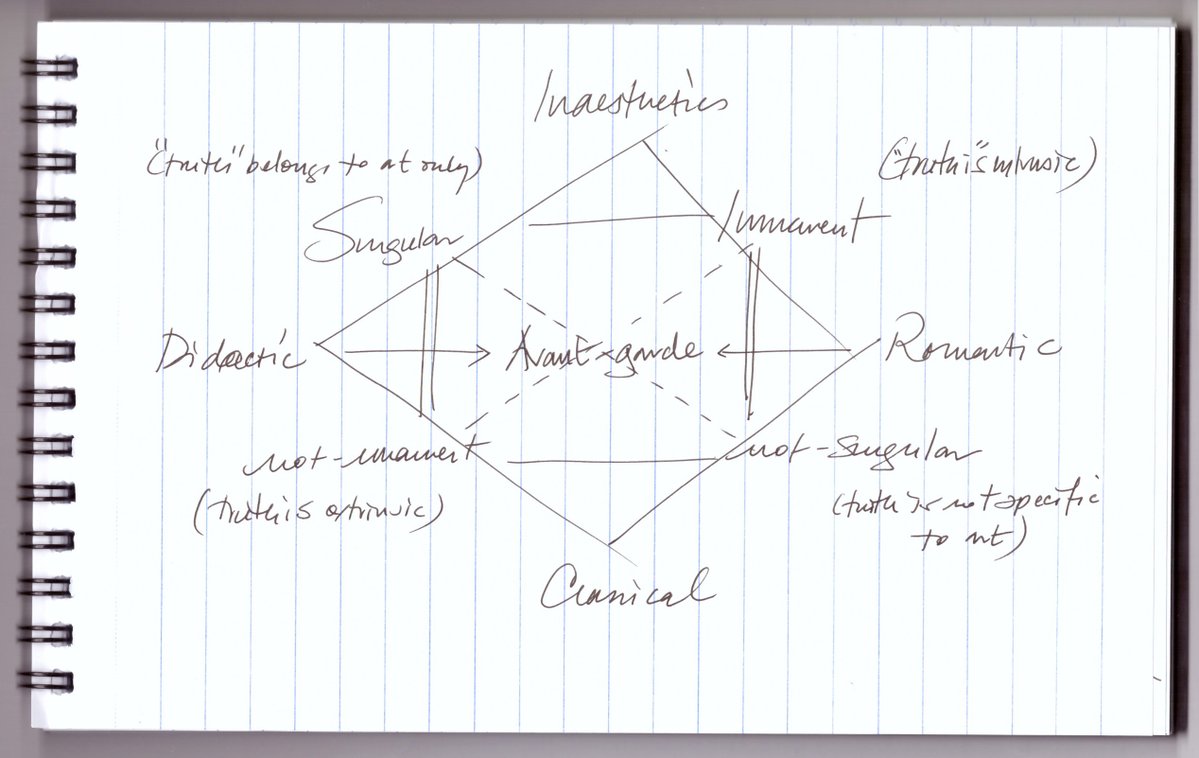 Inaesthetics
("truth" belongs to art only)
("truth is" intrinsic)
Singular
Immanent
Didactic
Avant-garde
Romantic
not-immanent
not-singular
(truth is extrinsic)
(truth is not specific
to art)
Classical